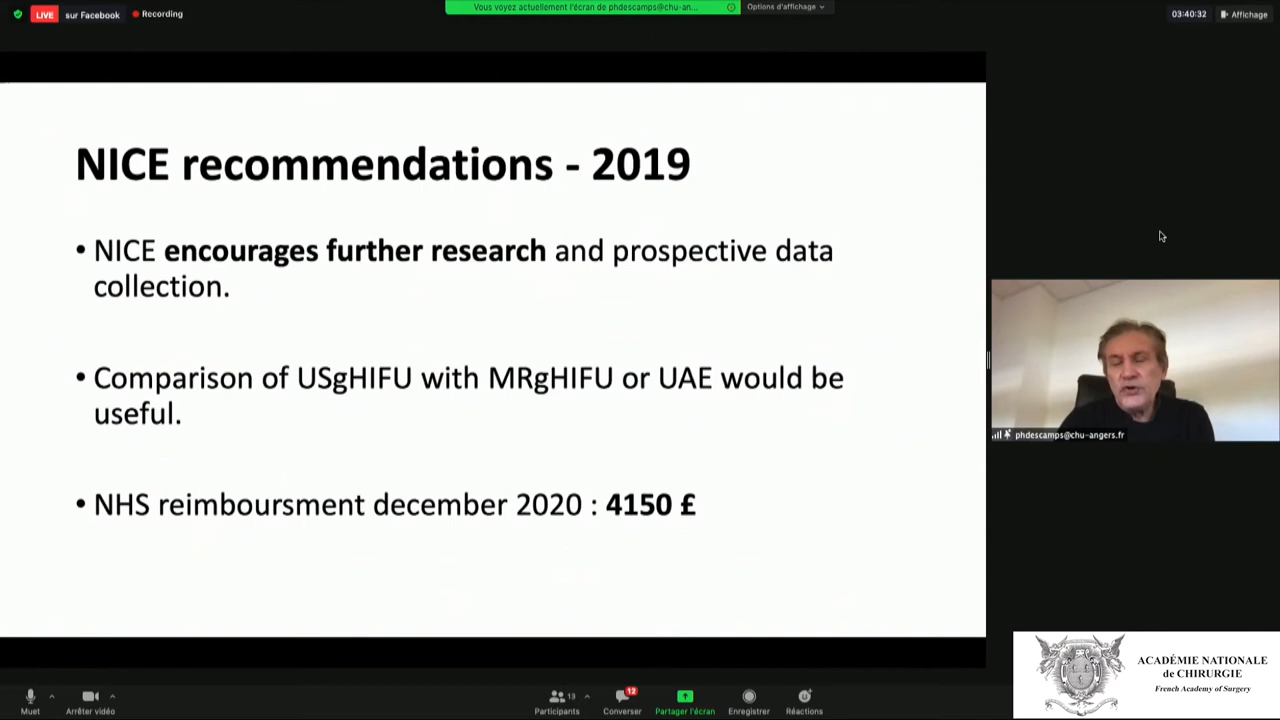 LIVE sur Facebook Recording
Vous voyez actuellement l'écran de phdescamps@chu-an...
Options d'affichage
03:40:32
Affichage
NICE recommendations - 2019
• NICE encourages further research and prospective data
collection.
• Comparison of USgHIFU with MRgHIFU or UAE would be
useful.
• NHS reimboursment december 2020 : 4150 £
phdescamps@chu-angers.fr
ACADÉMIE NATIONALE
de CHIRURGIE
French Academy of Surgery
Muet
Arrêter vidéo
13
Participants
12
Converser
Partager l'écran
Enregistrer
Réactions